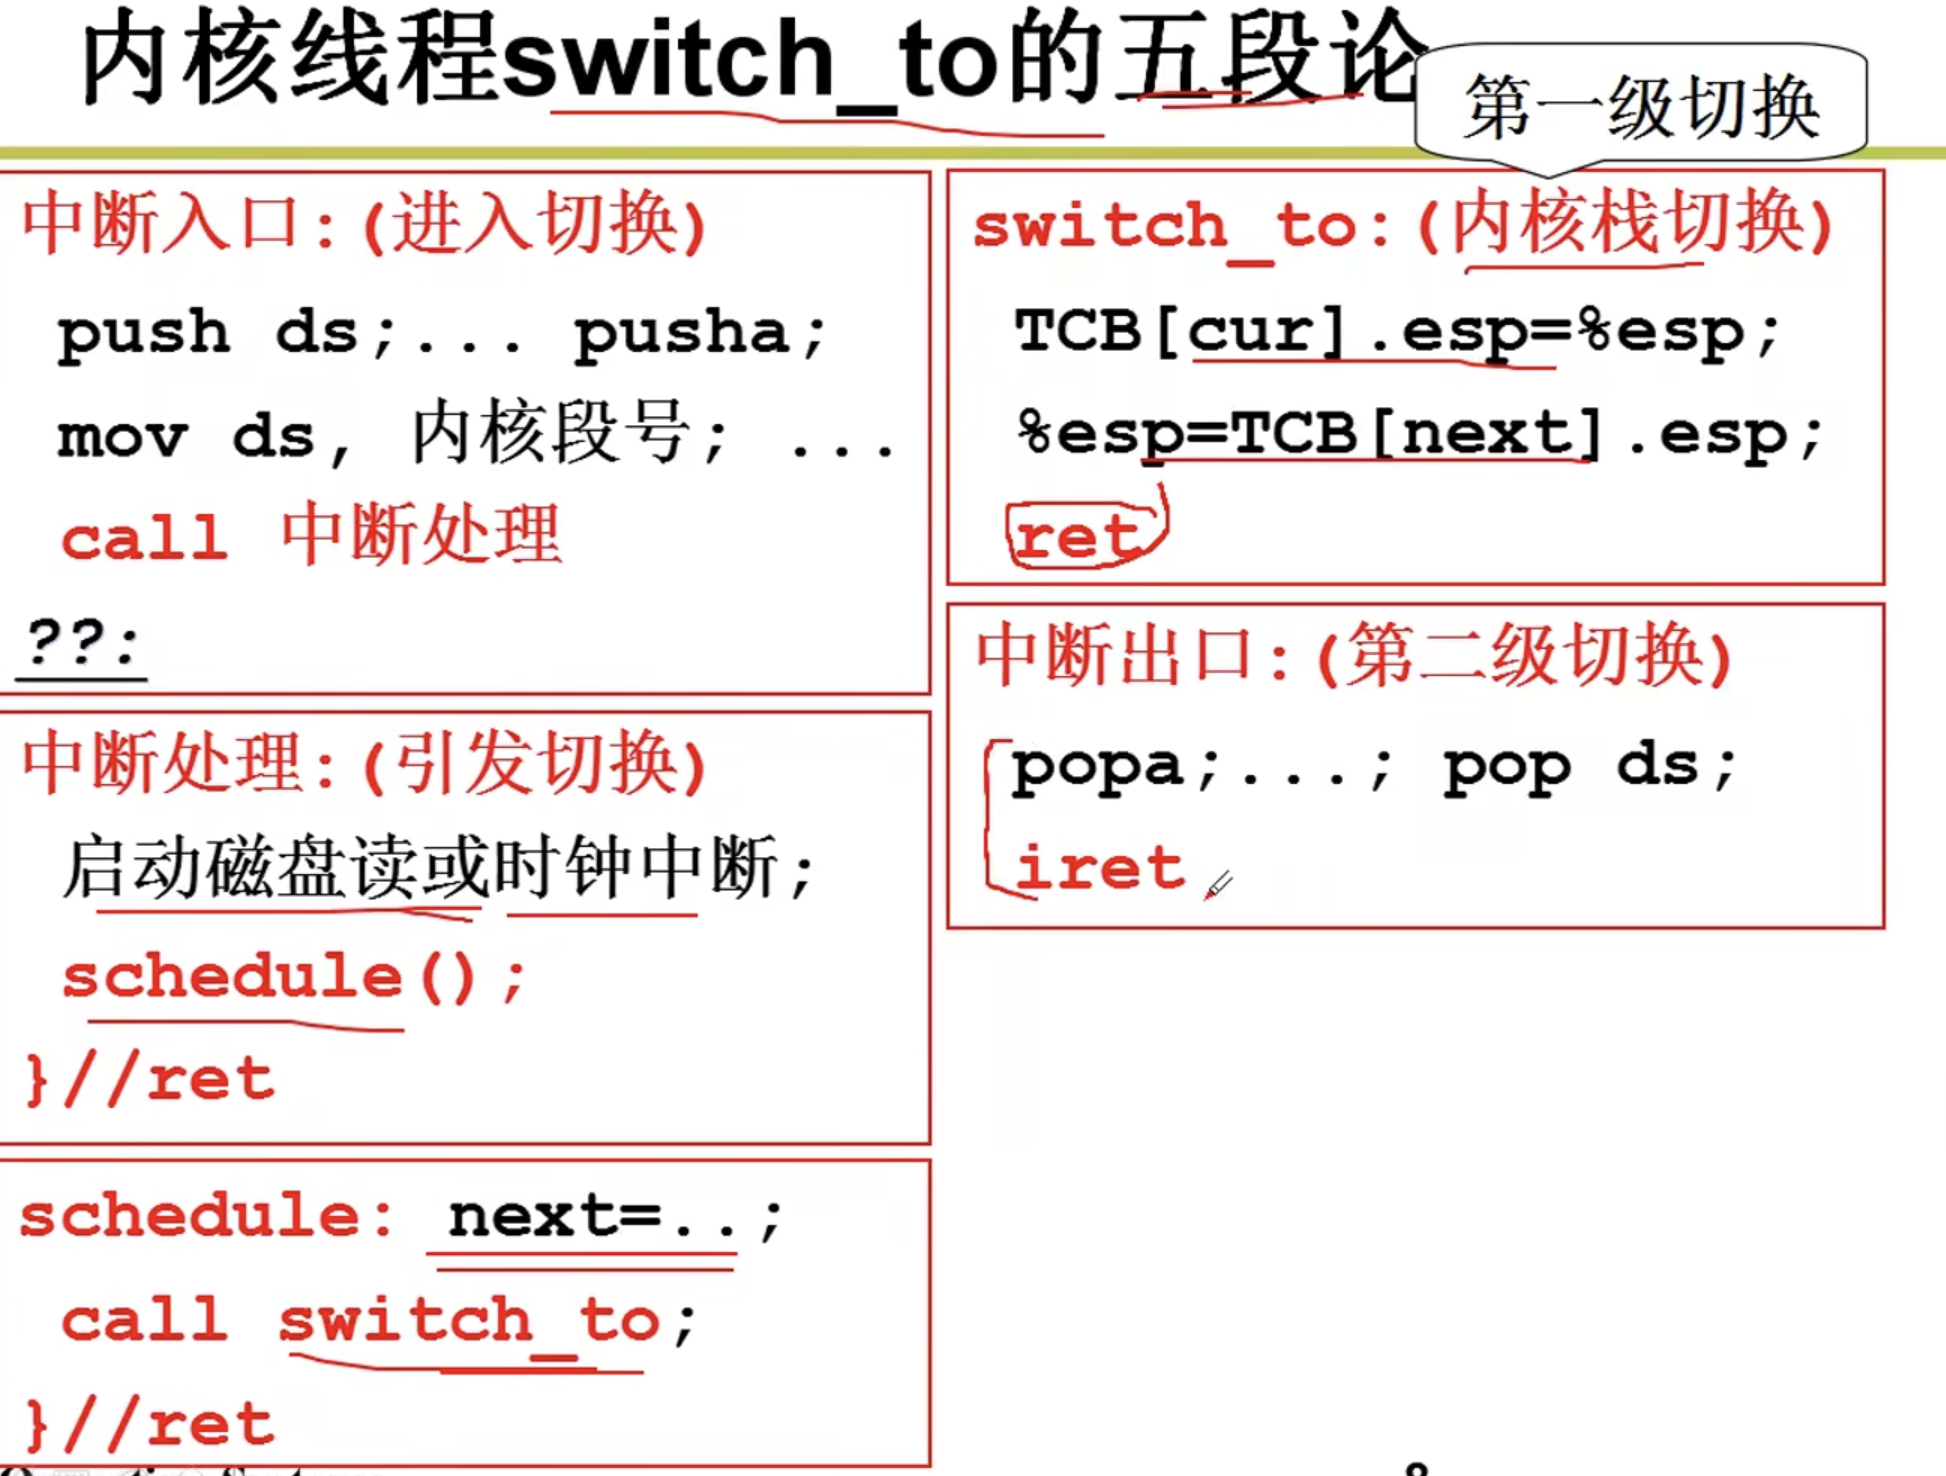 内核线程switch_to的五段论
第一级切换
中断入口:(进入切换)
push ds;... pusha;
mov ds, 内核段号; ...
call 中断处理
??:
中断处理:(引发切换)
启动磁盘读或时钟中断;
schedule();
}//ret
schedule: next=..;
call switch_to;
}//ret
switch_to:(内核栈切换)
TCB[cur].esp=%esp;
%esp=TCB[next].esp;
ret
中断出口:(第二级切换)
popa;...; pop ds;
iret